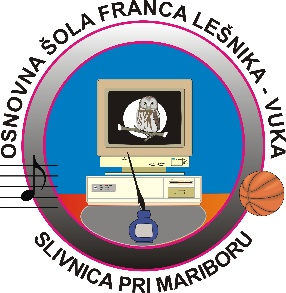 OSNOVNA ŠOLA FRANCA LEŠNIKA - VUKA
SLIVNICA PRI MARIBORU